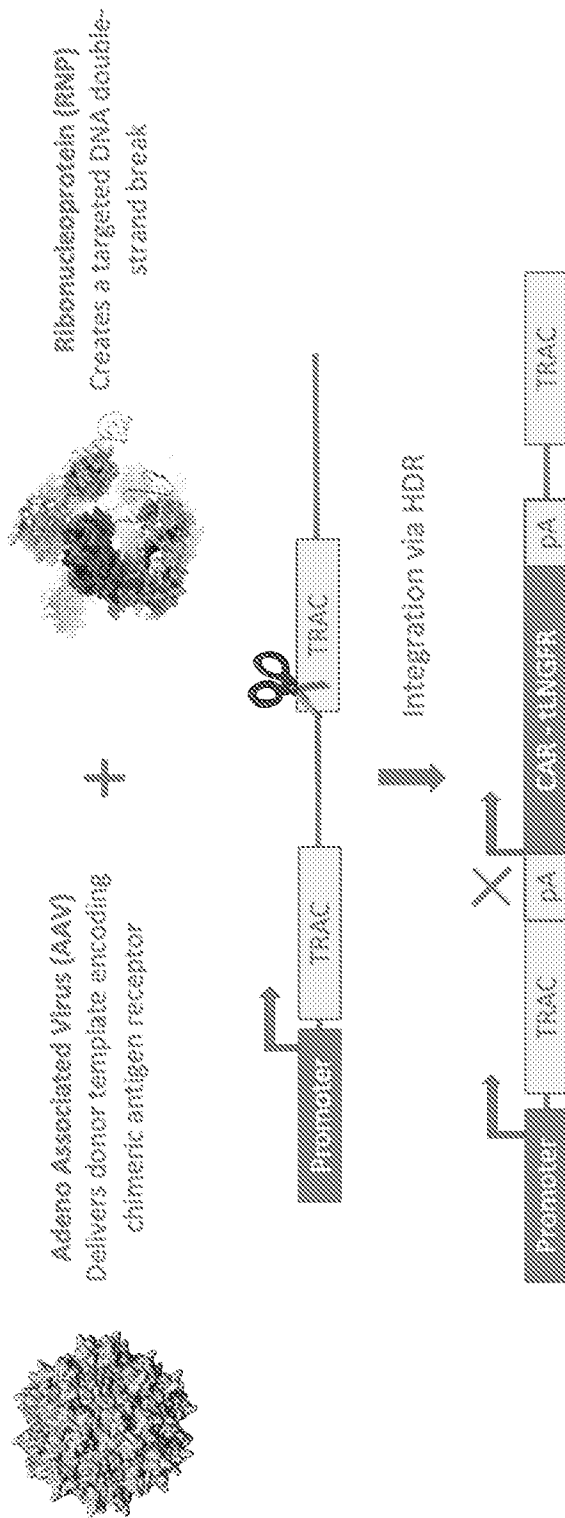 Adeno Associated Virus (AAV)
Delivers donor template encoding
chimeric antigen receptor
+
Ribonucleoprotein (RNP)
Creates a targeted DNA double-
strand break
Promoter
TRAC
TRAC
Integration via HDR
Promoter
TRAC
pA
CAR - tLNGFR
pA
TRAC